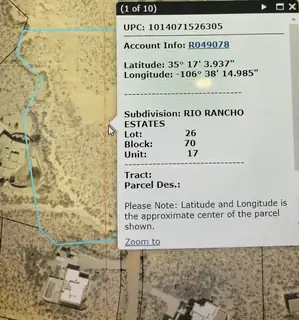 (1 of 10)
UPC: 1014071526305
Account Info: R049078
Latitude: 35° 17' 3.937"
Longitude: -106° 38' 14.985"
------------------------------
Subdivision: RIO RANCHO
ESTATES
Lot: 26
Block: 70
Unit: 17
------------------------------
Tract:
Parcel Des.:
Please Note: Latitude and Longitude is
the approximate center of the parcel
shown.
Zoom to